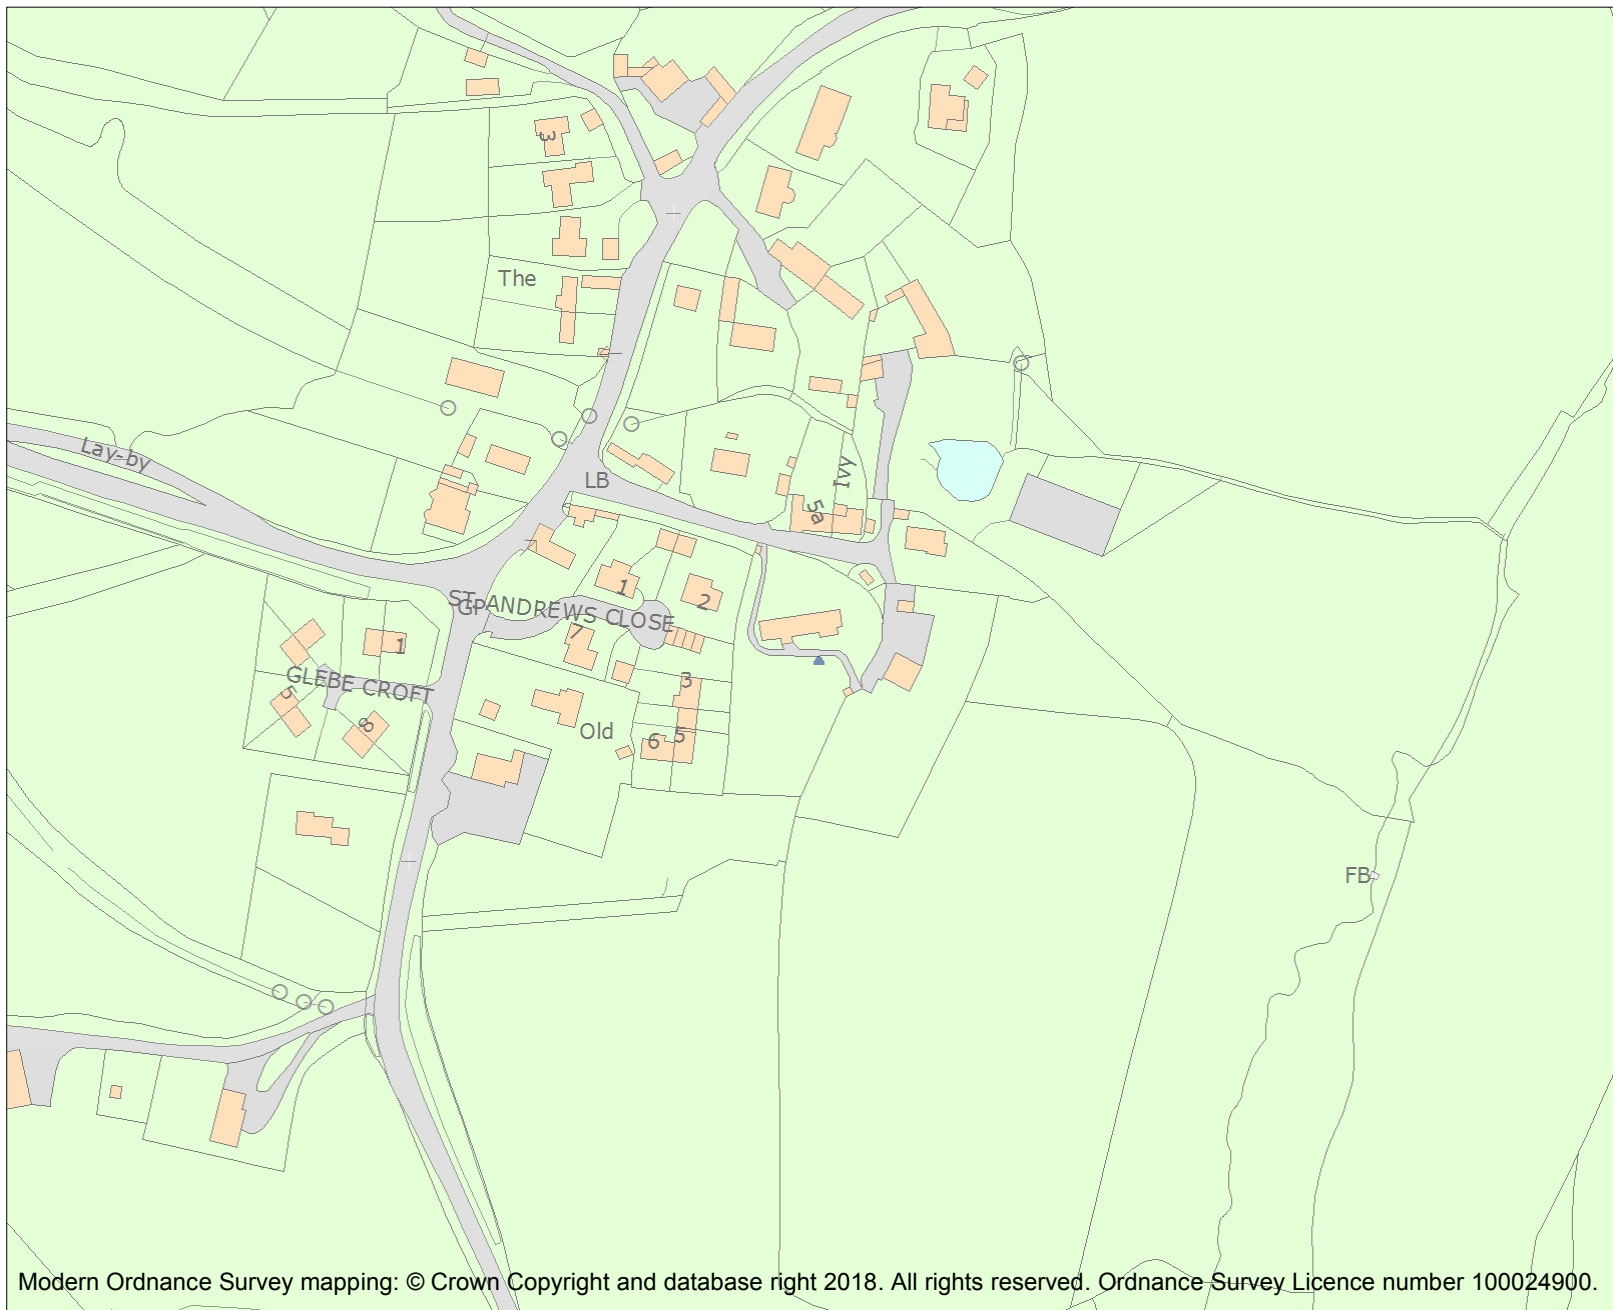 3
The
Lay-by
LB
Ivy
5a
1
2
ST. ANDREWS CLOSE
GP
7
1
GLEBE CROFT
5
8
3
Old
6
5
FB
Modern Ordnance Survey mapping: © Crown Copyright and database right 2018. All rights reserved. Ordnance Survey Licence number 100024900.